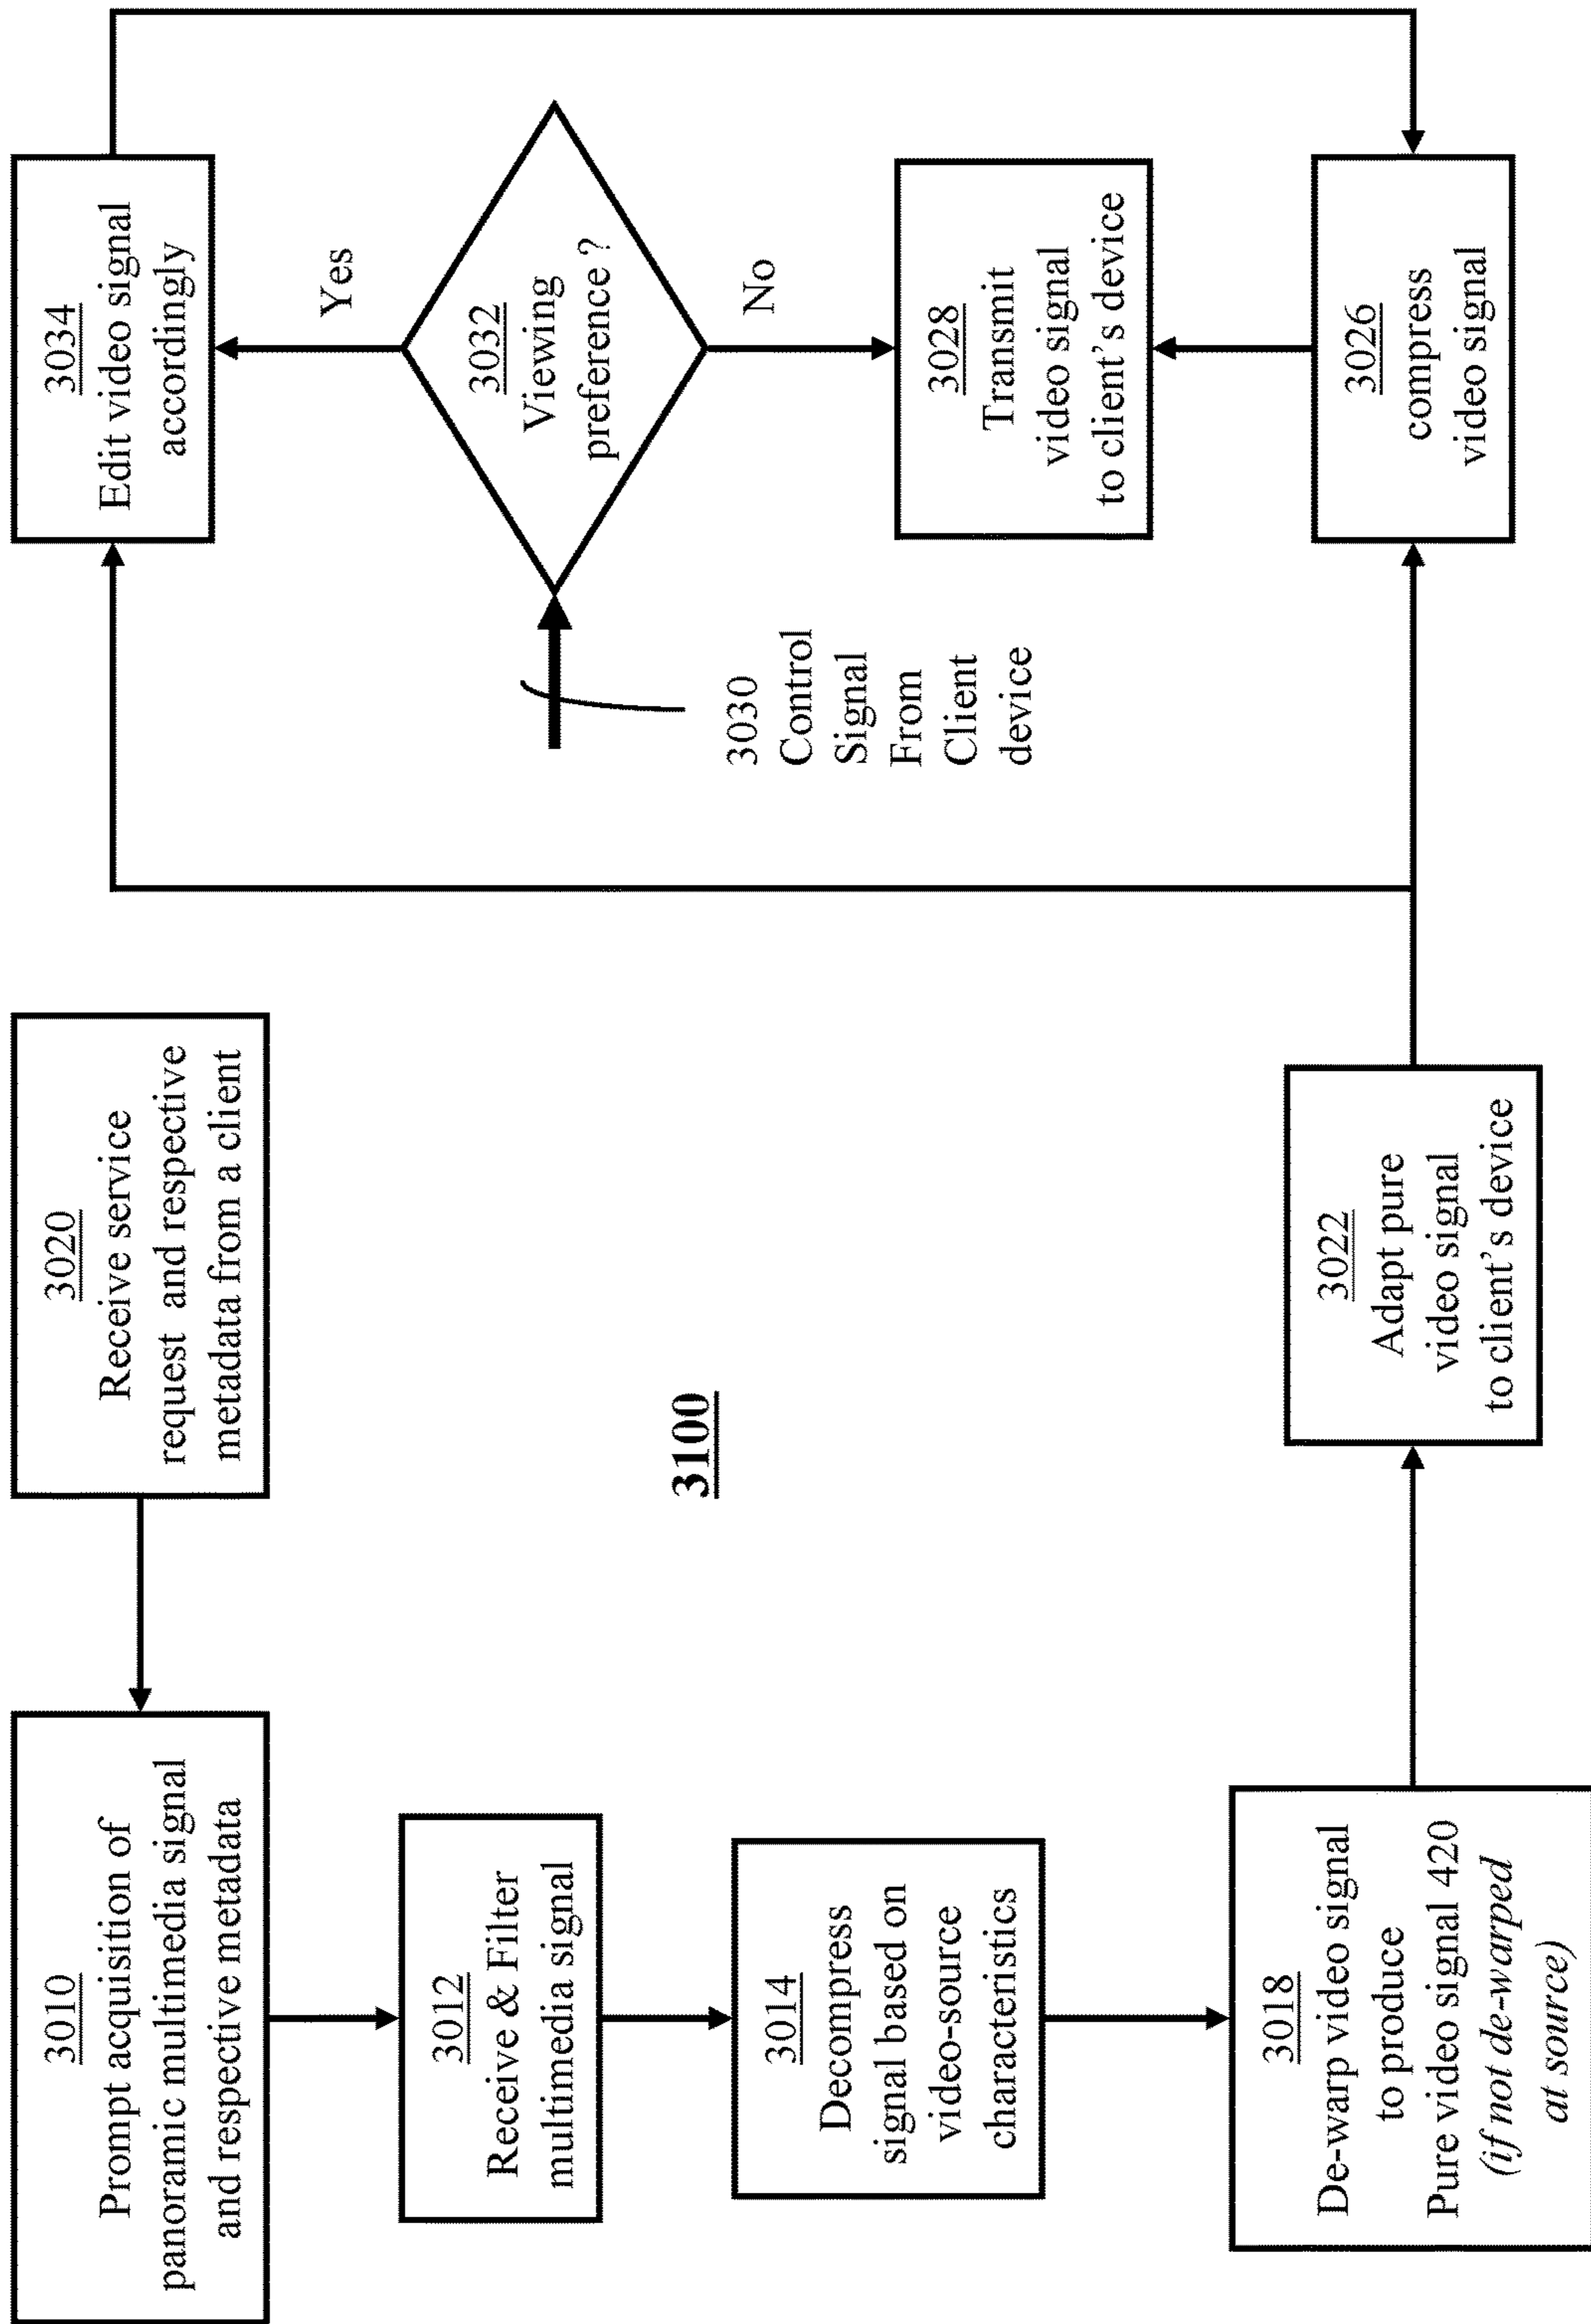 3010
Prompt acquisition of
panoramic multimedia signal
and respective metadata
3012
Receive & Filter
multimedia signal
3014
Decompress
signal based on
video-source
characteristics
3018
De-warp video signal
to produce
Pure video signal 420
(if not de-warped
at source)
3020
Receive service
request and respective
metadata from a client
3100
3022
Adapt pure
video signal
to client's device
3034
Edit video signal
accordingly
Yes
3032
Viewing
preference ?
No
3030
Control
Signal
From
Client
device
3028
Transmit
video signal
to client's device
3026
compress
video signal